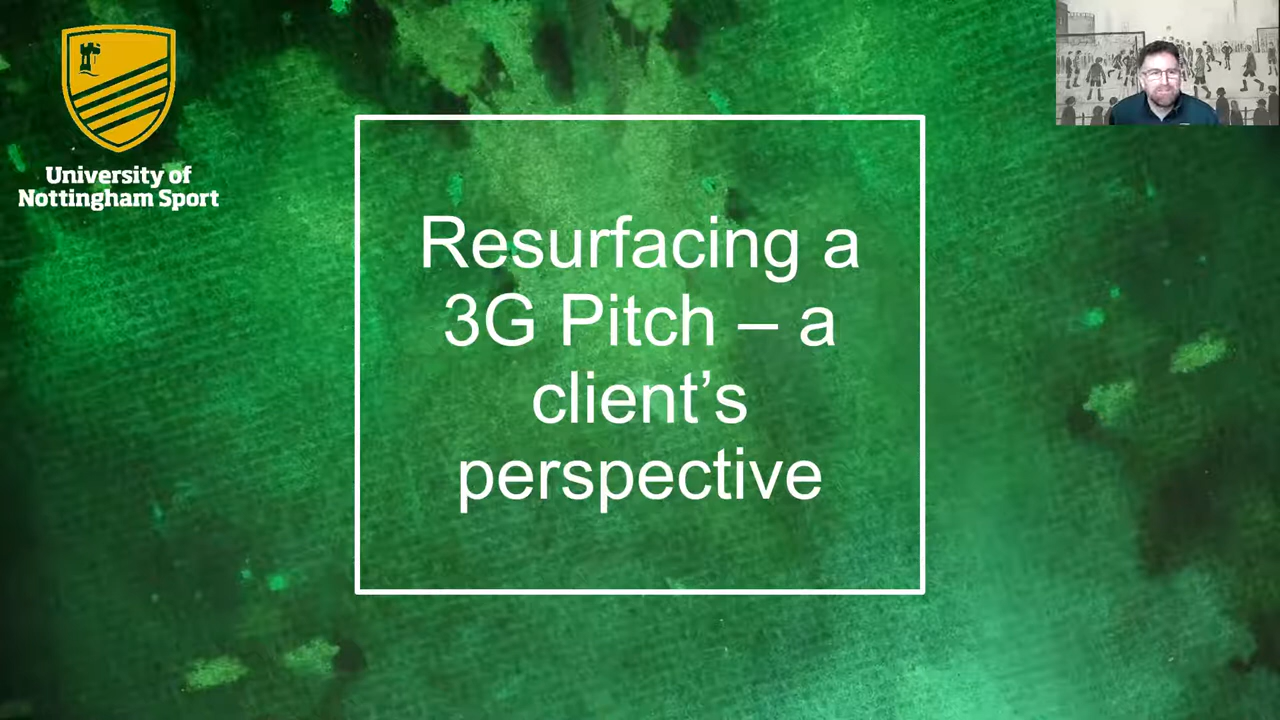 University of
Nottingham Sport
Resurfacing a
3G Pitch – a
client’s
perspective